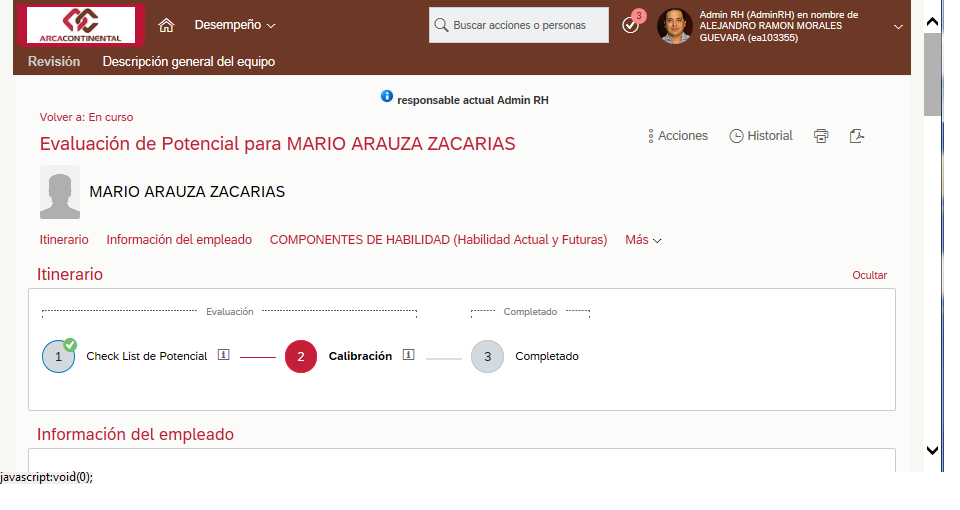 ARCACONTINENTAL
Desempeño
Buscar acciones o personas
3
Admin RH (AdminRH) en nombre de
ALEJANDRO RAMON MORALES
GUEVARA (ea103355)
Revisión Descripción general del equipo
responsable actual Admin RH
Volver a: En curso
Evaluación de Potencial para MARIO ARAUZA ZACARIAS
Acciones Historial
MARIO ARAUZA ZACARIAS
Itinerario Información del empleado COMPONENTES DE HABILIDAD (Habilidad Actual y Futuras) Más
Itinerario
Ocultar
Evaluación Completado
1 Check List de Potencial 2 Calibración 3 Completado
Información del empleado
javascript:void(0);